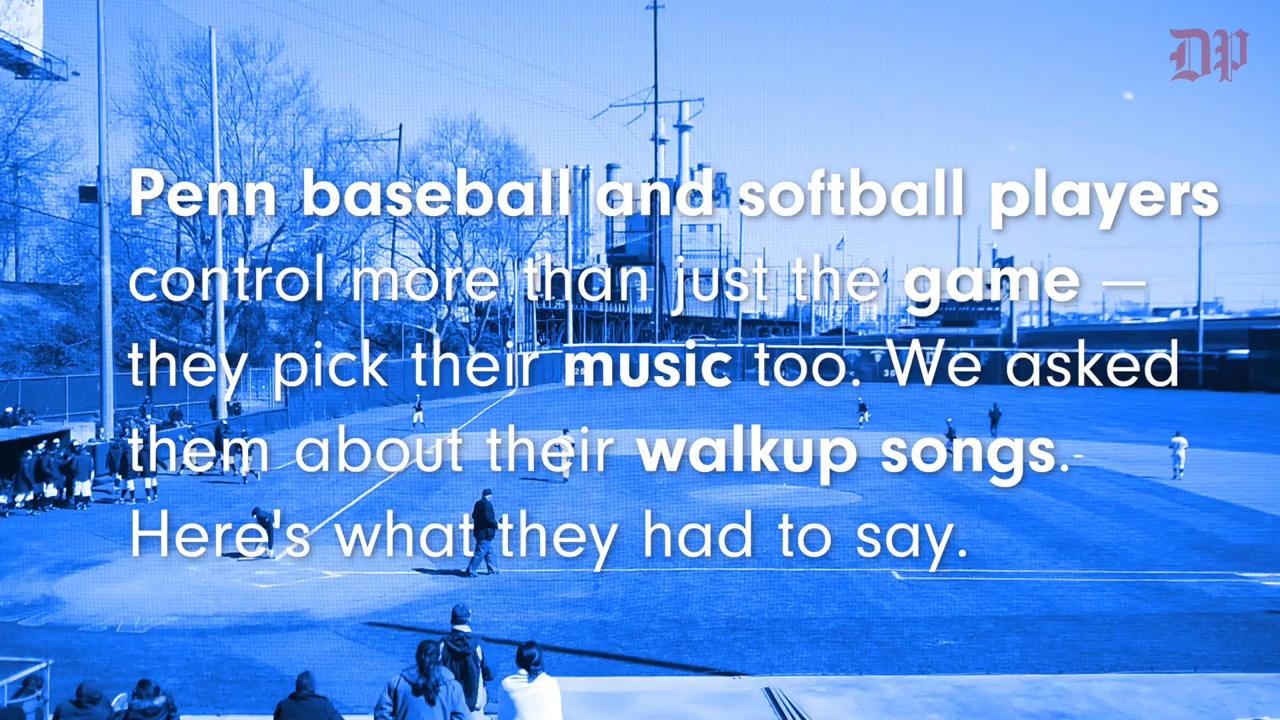 DP
Penn baseball and softball players
control more than just the game —
they pick their music too. We asked
them about their walkup songs.
Here's what they had to say.